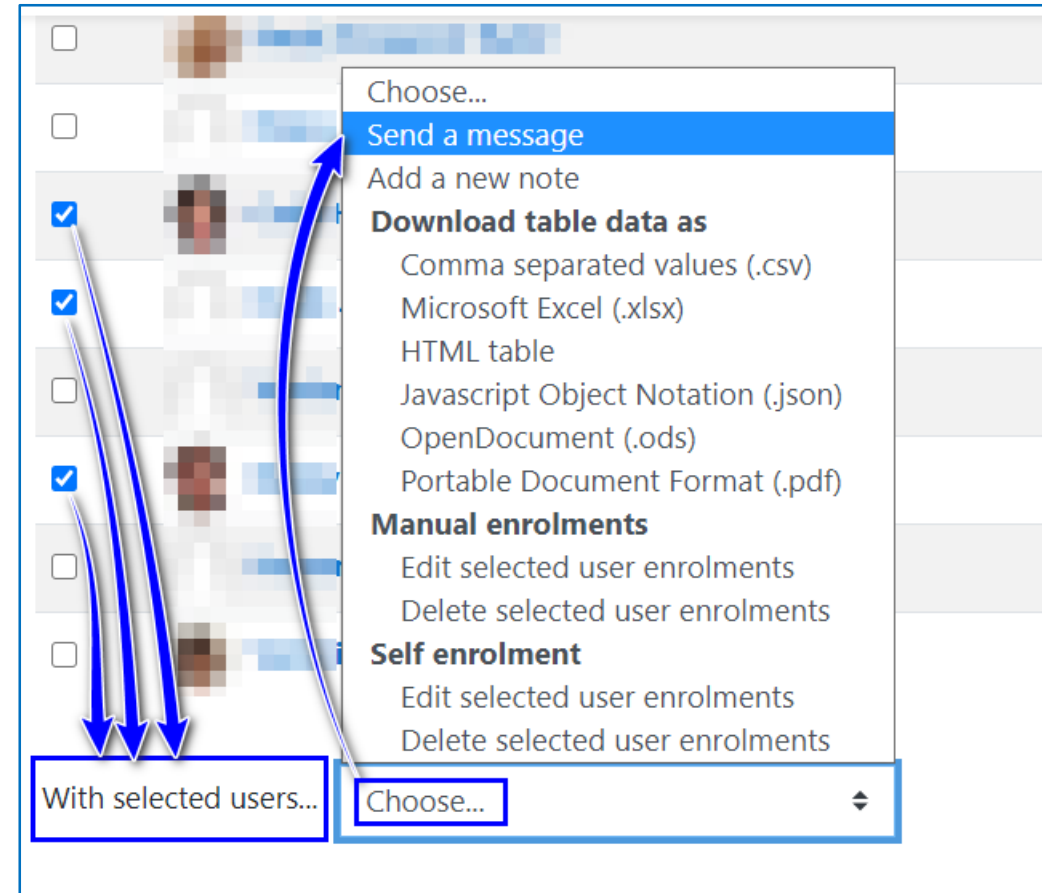 Choose...
Send a message
Add a new note
Download table data as
Comma separated values (.csv)
Microsoft Excel (.xlsx)
HTML table
Javascript Object Notation (.json)
OpenDocument (.ods)
Portable Document Format (.pdf)
Manual enrolments
Edit selected user enrolments
Delete selected user enrolments
Self enrolment
Edit selected user enrolments
Delete selected user enrolments
With selected users... Choose...